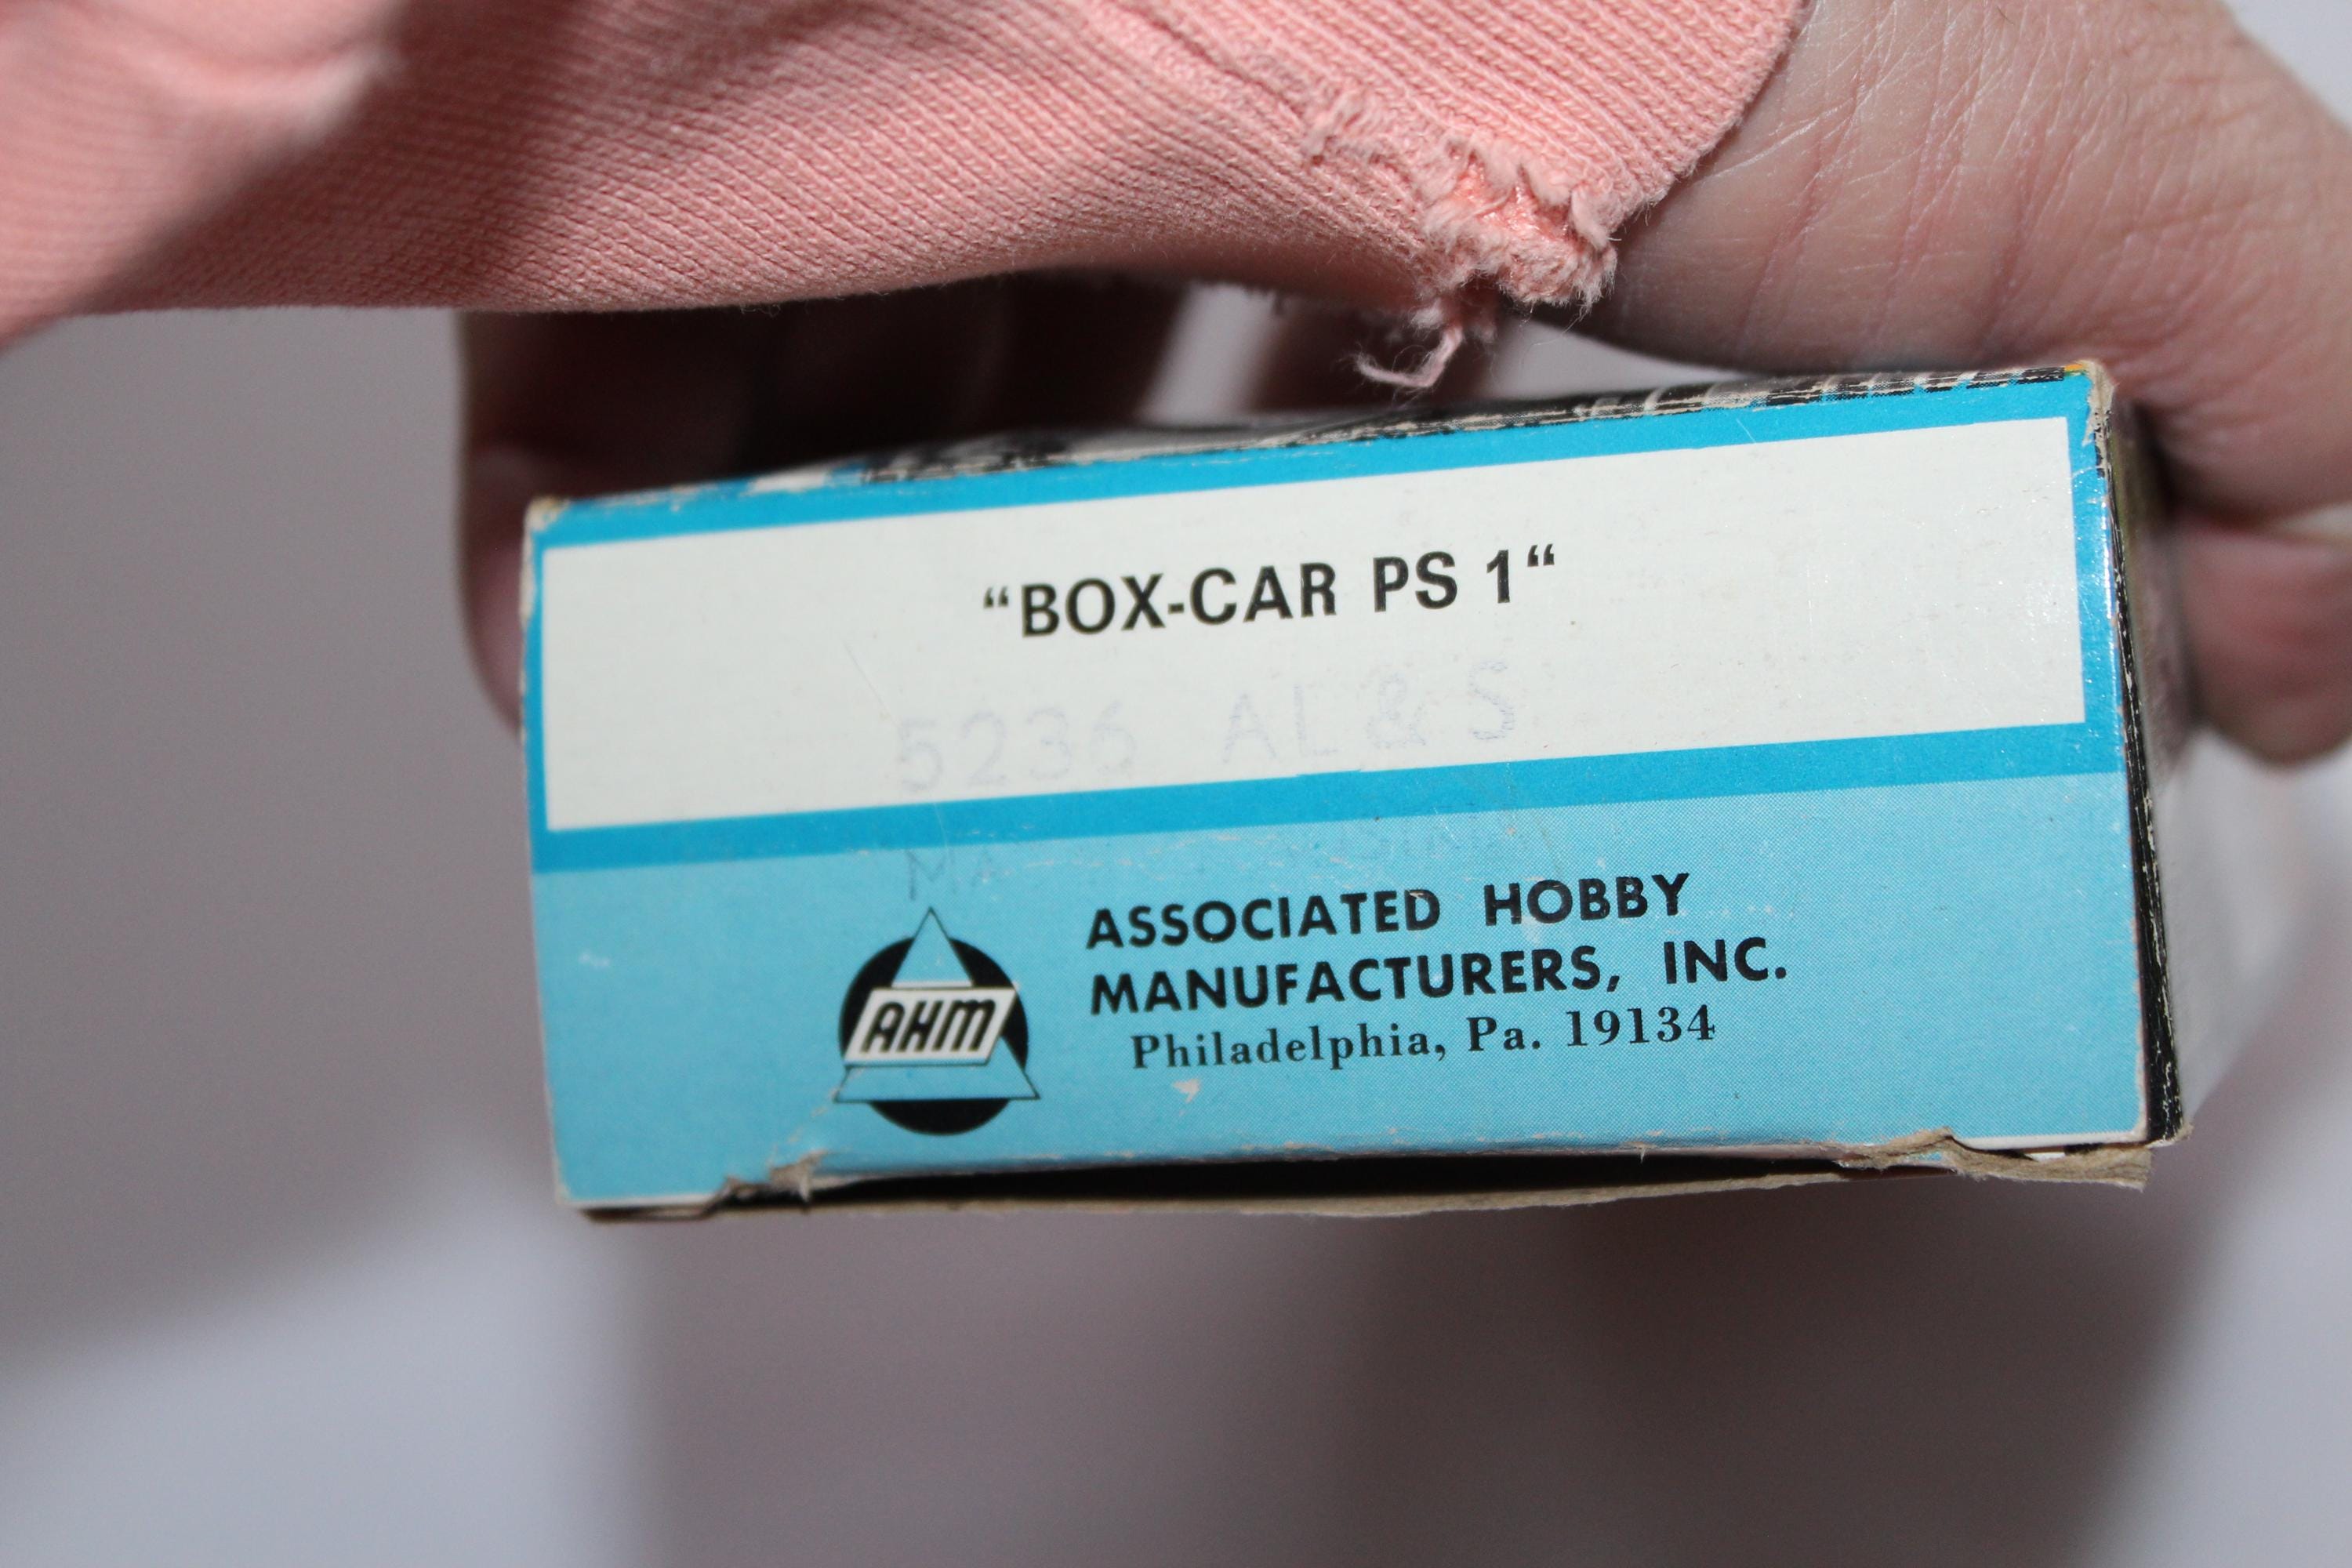 “BOX-CAR PS 1“
5236 AL & S
AHM
ASSOCIATED HOBBY
MANUFACTURERS, INC.
Philadelphia, Pa. 19134